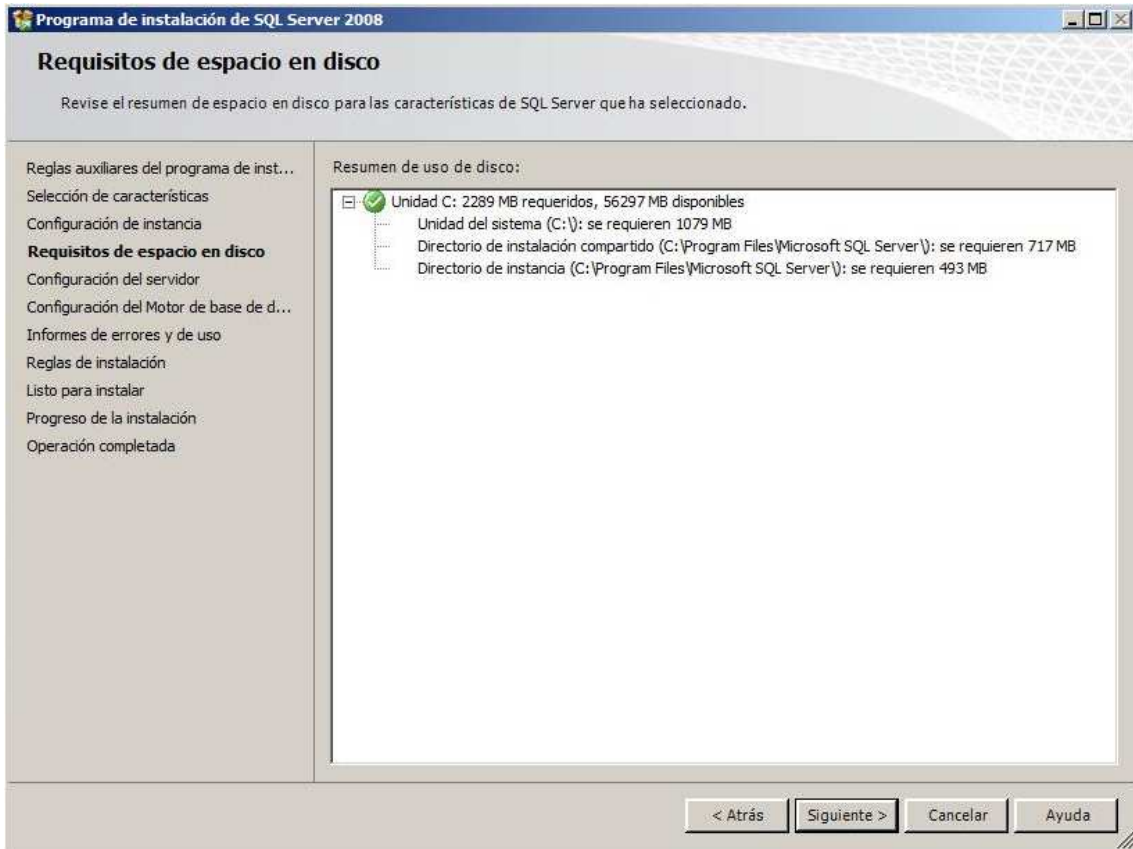 Programa de instalación de SQL Server 2008
Requisitos de espacio en disco
Revise el resumen de espacio en disco para las características de SQL Server que ha seleccionado.
Reglas auxiliares del programa de inst...
Selección de características
Configuración de instancia
Requisitos de espacio en disco
Configuración del servidor
Configuración del Motor de base de d...
Informes de errores y de uso
Reglas de instalación
Listo para instalar
Progreso de la instalación
Operación completada
Resumen de uso de disco:
Unidad C: 2289 MB requeridos, 56297 MB disponibles
Unidad del sistema (C:\): se requieren 1079 MB
Directorio de instalación compartido (C:\Program Files\Microsoft SQL Server\): se requieren 717 MB
Directorio de instancia (C:\Program Files\Microsoft SQL Server\): se requieren 493 MB
< Atrás
Siguiente >
Cancelar
Ayuda